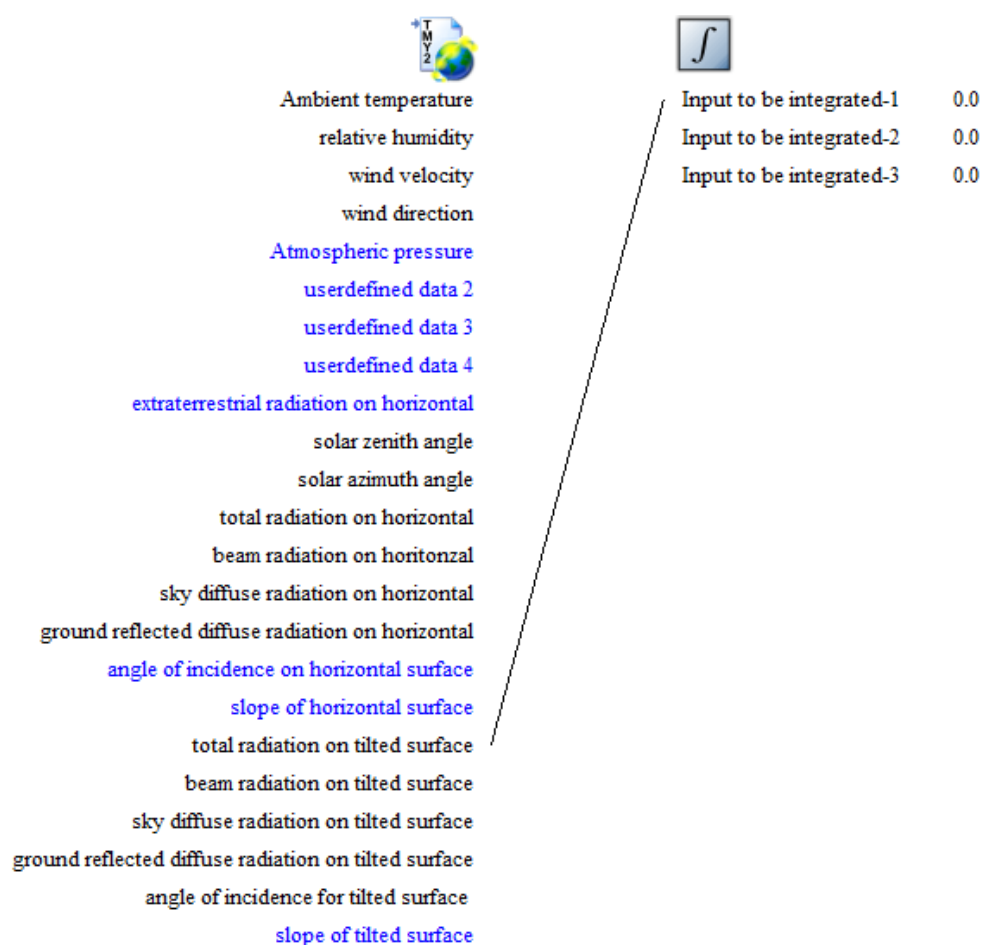 TMY2
Ambient temperature
Input to be integrated-1 0.0
relative humidity
Input to be integrated-2 0.0
wind velocity
Input to be integrated-3 0.0
wind direction
Atmospheric pressure
userdefined data 2
userdefined data 3
userdefined data 4
extraterrestrial radiation on horizontal
solar zenith angle
solar azimuth angle
total radiation on horizontal
beam radiation on horitonzal
sky diffuse radiation on horizontal
ground reflected diffuse radiation on horizontal
angle of incidence on horizontal surface
slope of horizontal surface
total radiation on tilted surface
beam radiation on tilted surface
sky diffuse radiation on tilted surface
ground reflected diffuse radiation on tilted surface
angle of incidence for tilted surface
slope of tilted surface